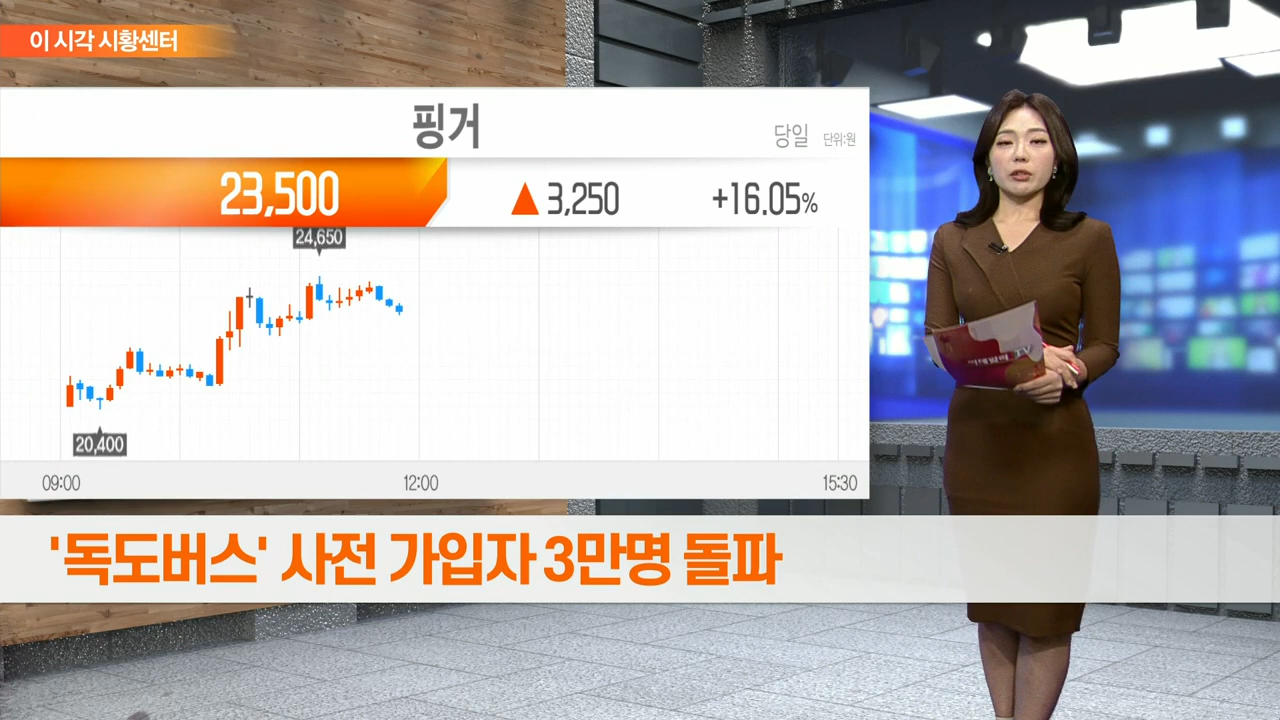 이 시각 시황센터
핑거
당일 단위:원
23,500 ▲3,250 +16.05%
24,650
20,400
09:00 12:00 15:30
'독도버스' 사전 가입자 3만명 돌파